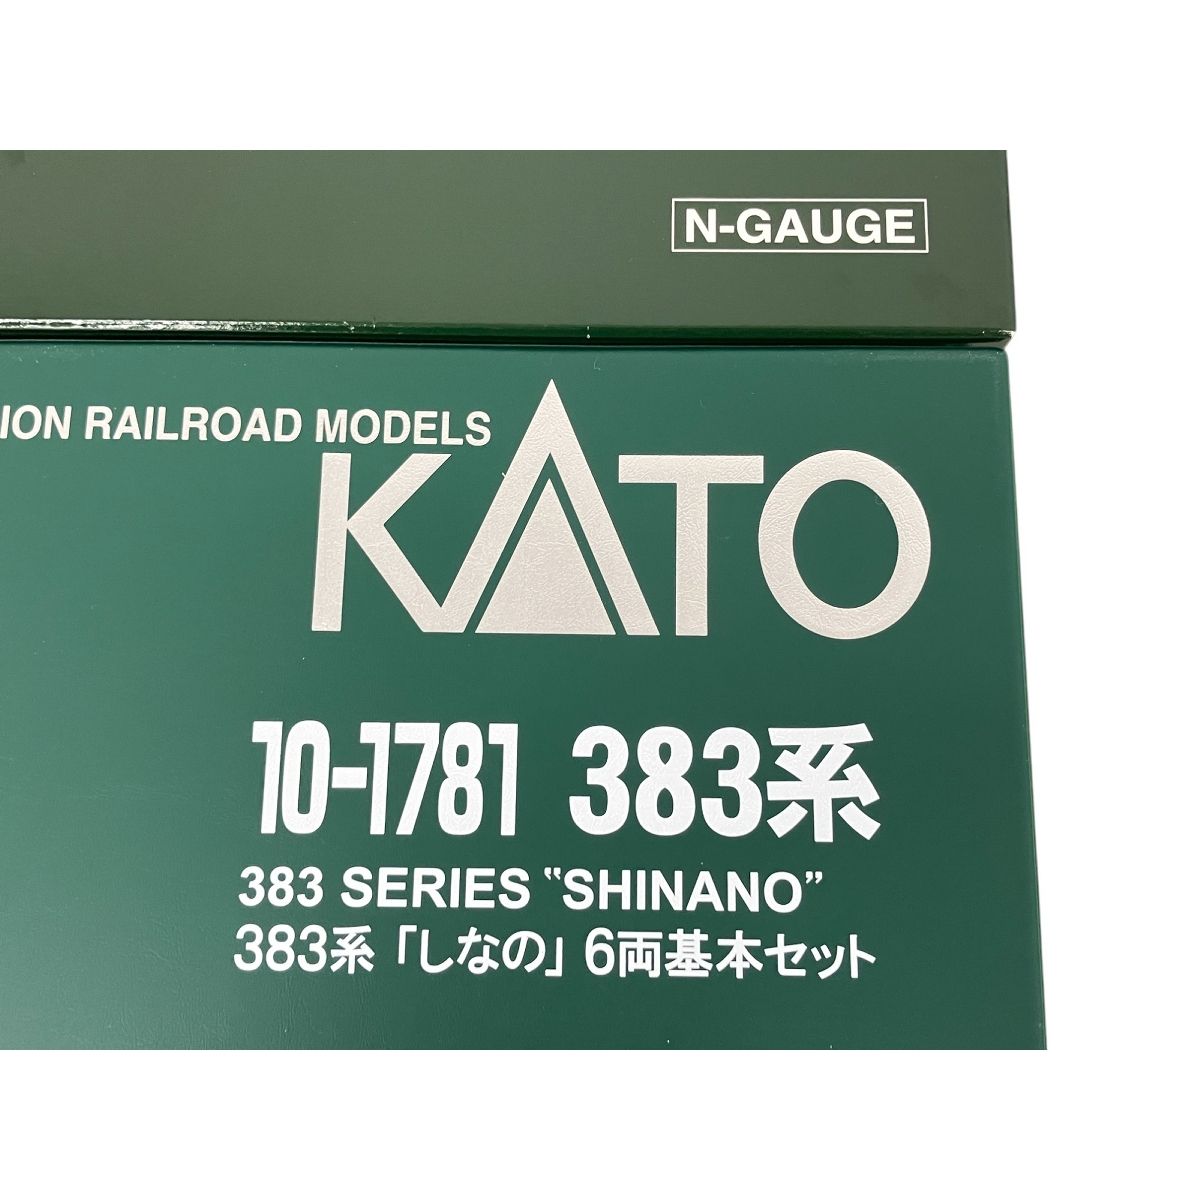 N-GAUGE
ION RAILROAD MODELS
KATO
10-1781 383系
383 SERIES "SHINANO"
383系「しなの」6両基本セット